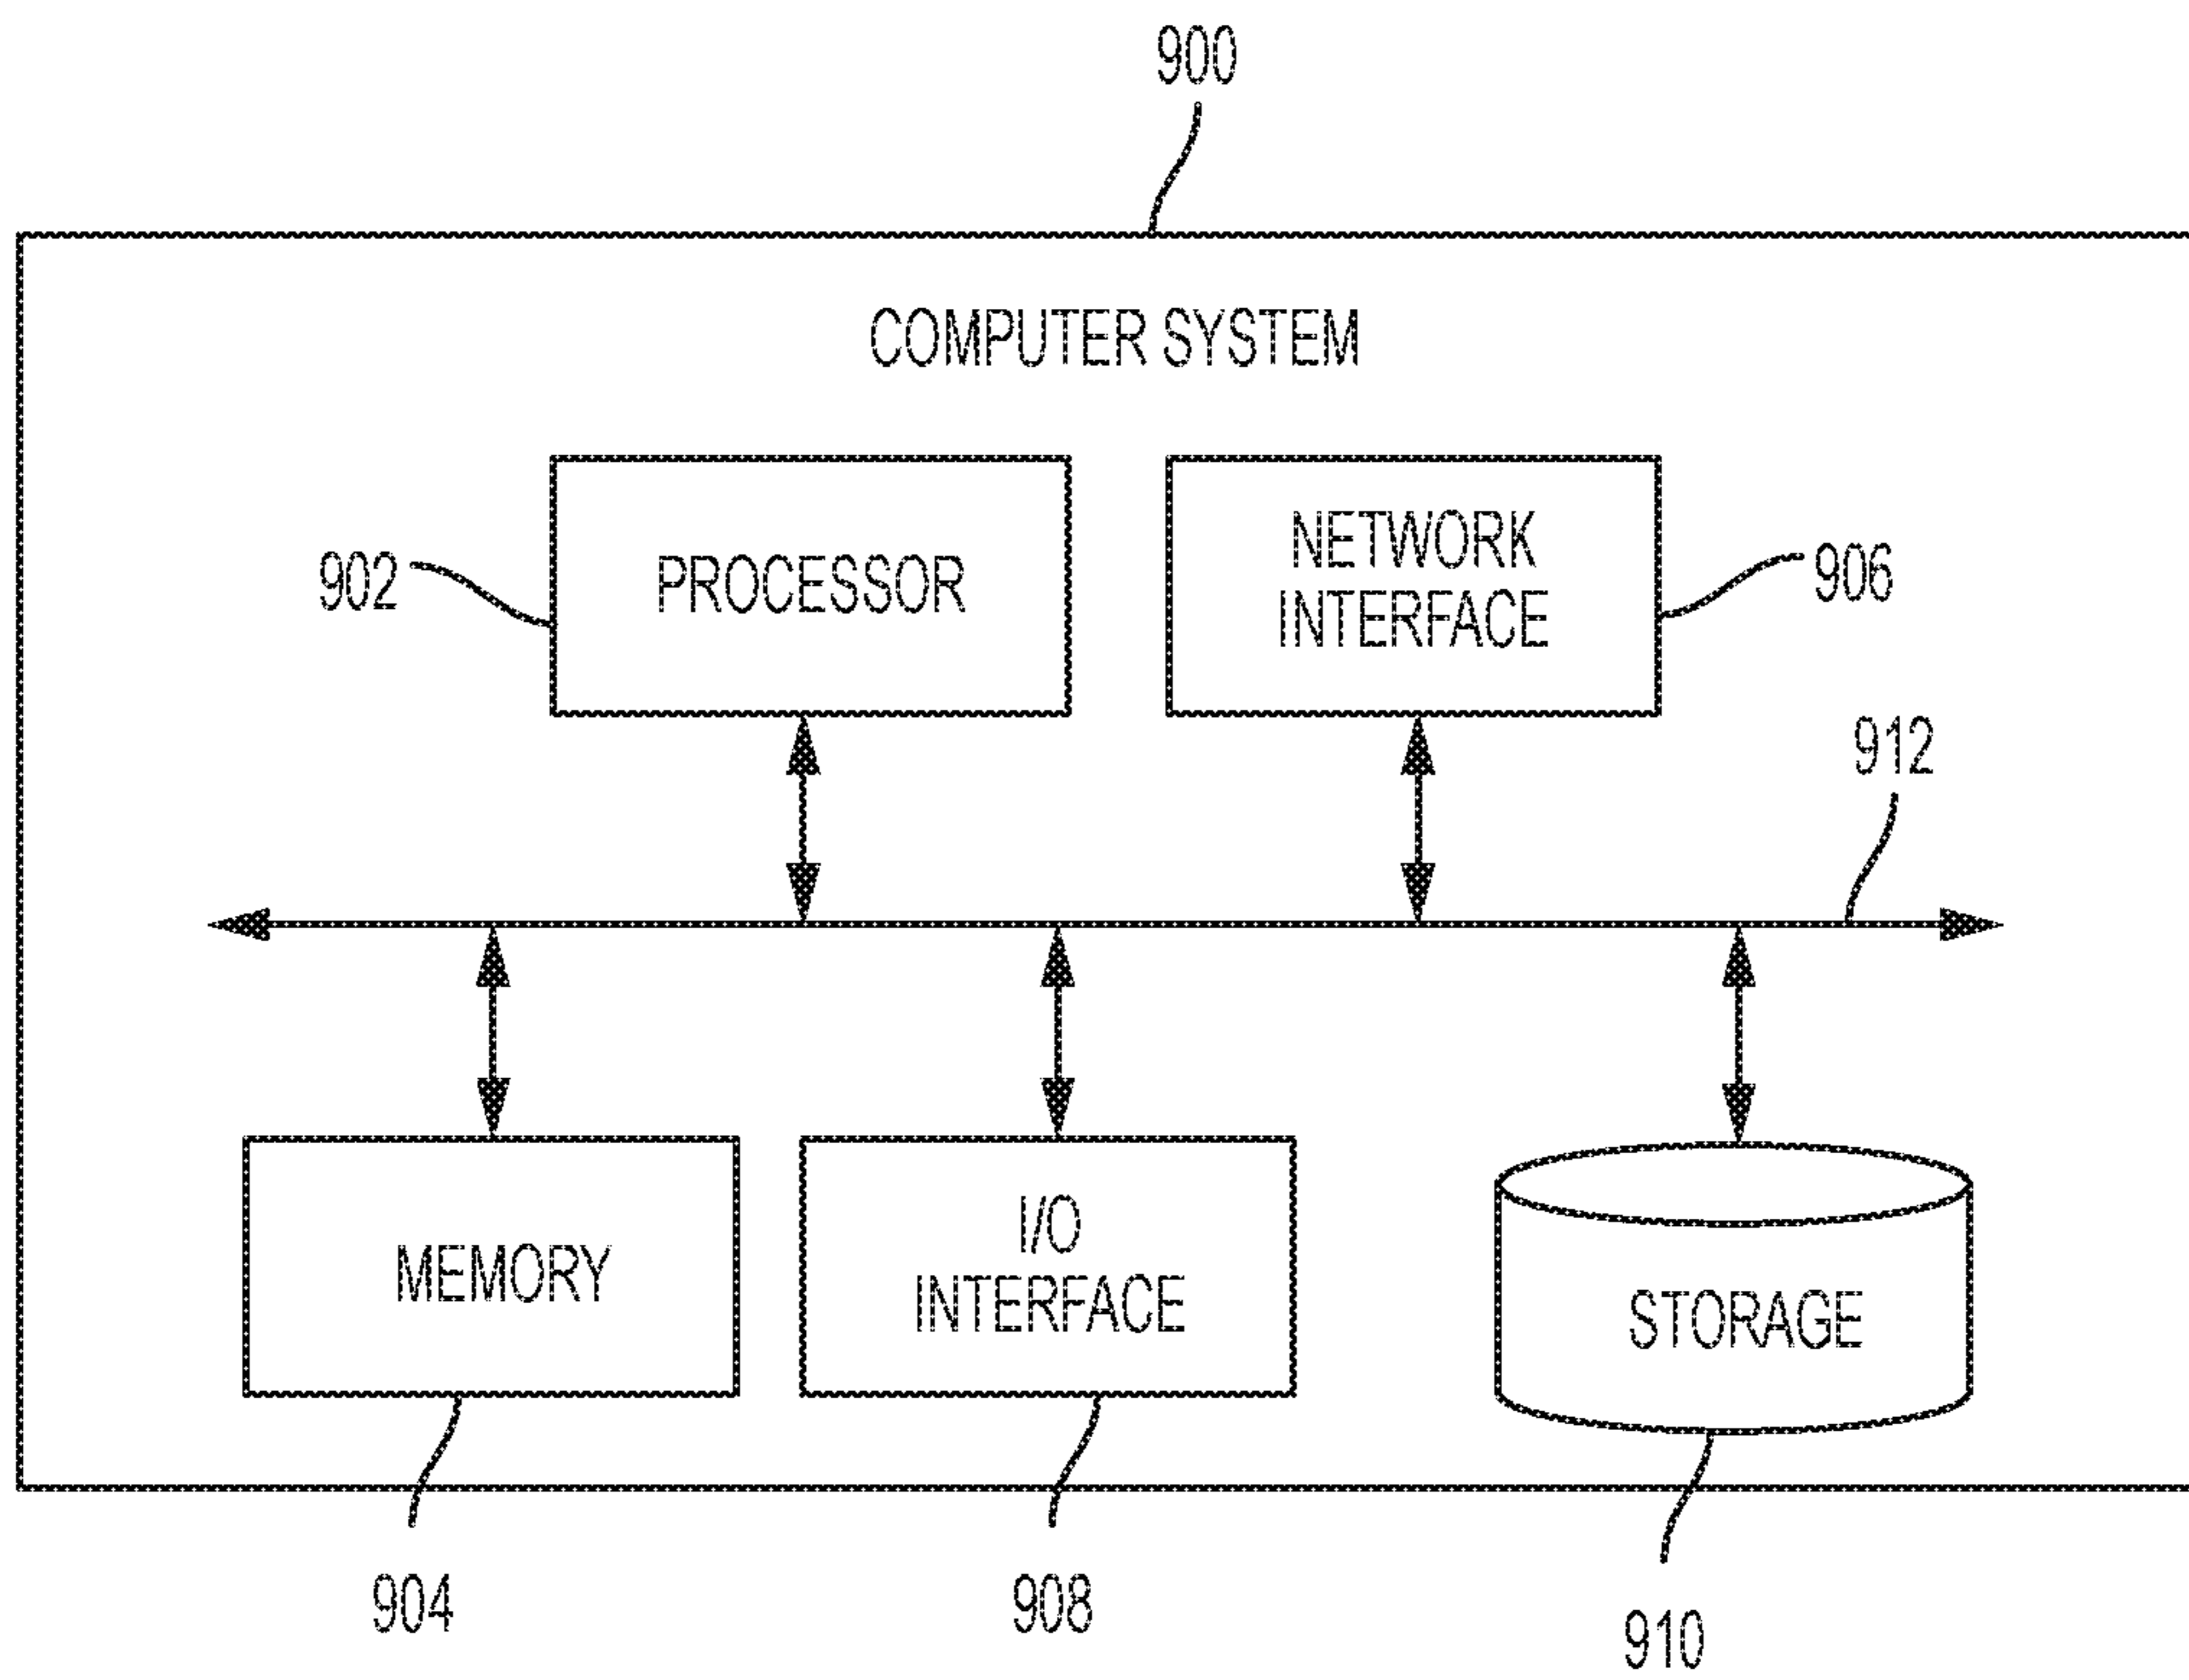 900
COMPUTER SYSTEM
902
PROCESSOR
NETWORK
INTERFACE
906
912
MEMORY
I/O
INTERFACE
STORAGE
904
908
910